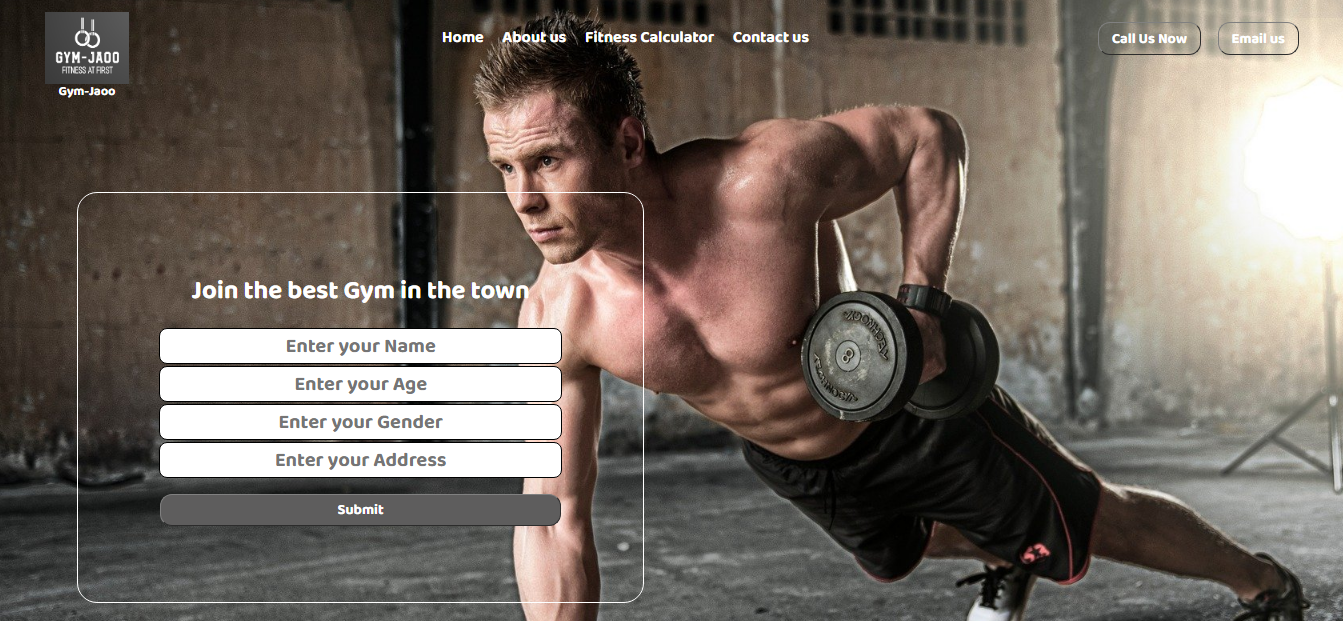 GYM-JAOO
FITNESS AT FIRST
Gym-Jaoo
Home
About us
Fitness Calculator
Contact us
Call Us Now
Email us
Join the best Gym in the town
Enter your Name
Enter your Age
Enter your Gender
Enter your Address
Submit
8